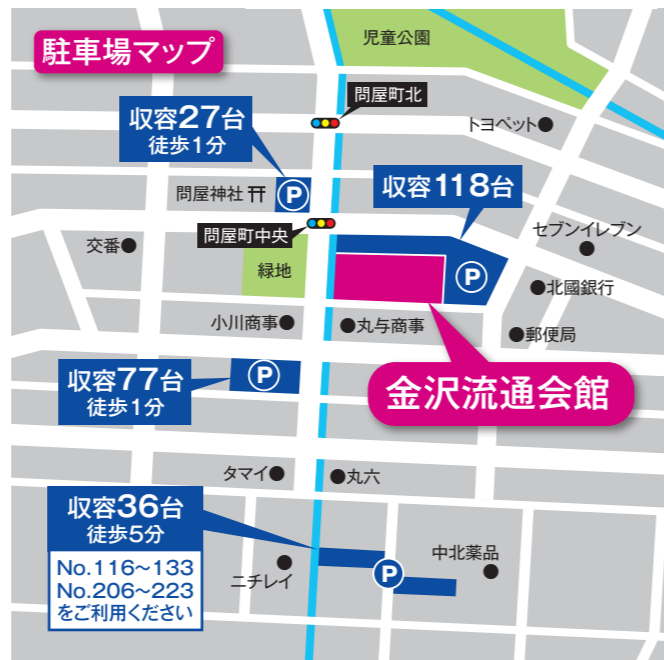 駐車場マップ
児童公園
問屋町北
収容27台
徒歩1分
トヨペット
P
問屋神社
収容118台
問屋町中央
セブンイレブン
交番
緑地
P
北國銀行
小川商事
丸与商事
郵便局
収容77台
徒歩1分
P
金沢流通会館
タマイ
丸六
収容36台
徒歩5分
No.116~133
No.206~223
をご利用ください
ニチレイ
P
中北薬品